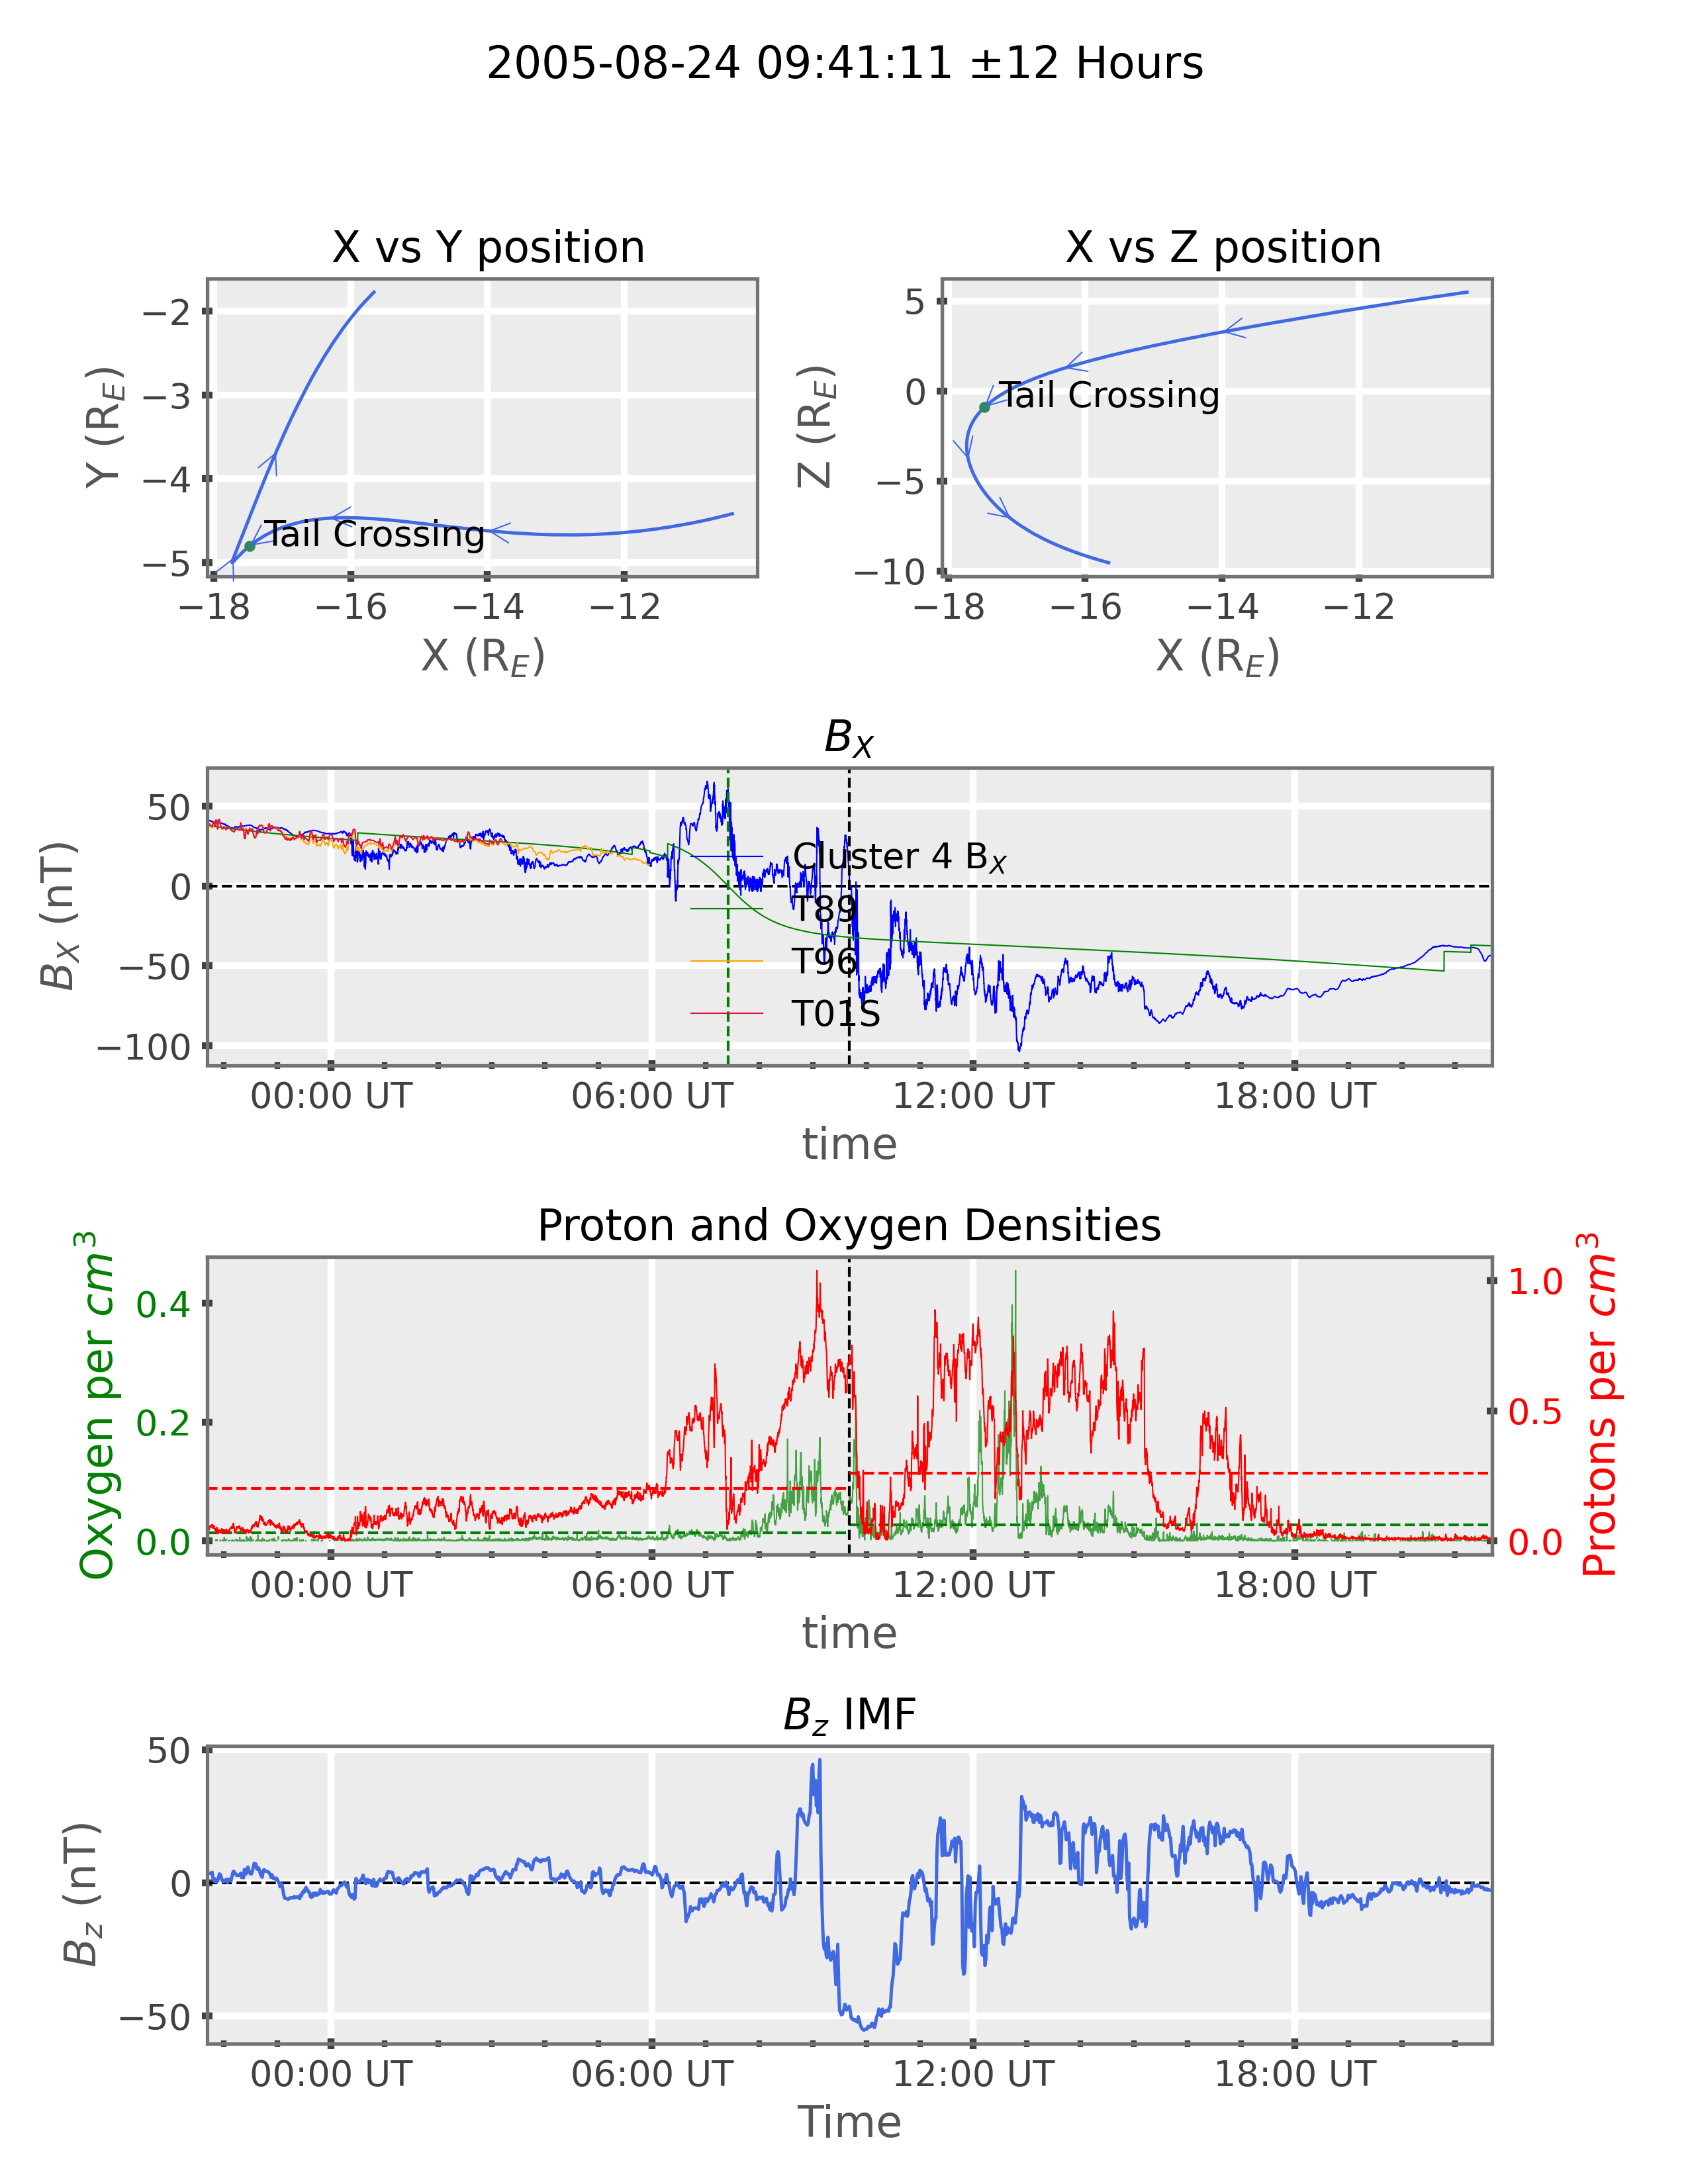 2005-08-24 09:41:11 ±12 Hours
X vs Y position
X vs Z position
Y (R_E)
−2
−3
−4
−5
Tail Crossing
−18 −16 −14 −12
X (R_E)
Z (R_E)
5
0
−5
−10
Tail Crossing
−18 −16 −14 −12
X (R_E)
B_X
B_X (nT)
50
0
−50
−100
Cluster 4 B_X
T89
T96
T01S
00:00 UT 06:00 UT 12:00 UT 18:00 UT
time
Proton and Oxygen Densities
Oxygen per cm³
0.4
0.2
0.0
1.0
0.5
0.0
Protons per cm³
00:00 UT 06:00 UT 12:00 UT 18:00 UT
time
B_z IMF
B_z (nT)
50
0
−50
00:00 UT 06:00 UT 12:00 UT 18:00 UT
Time